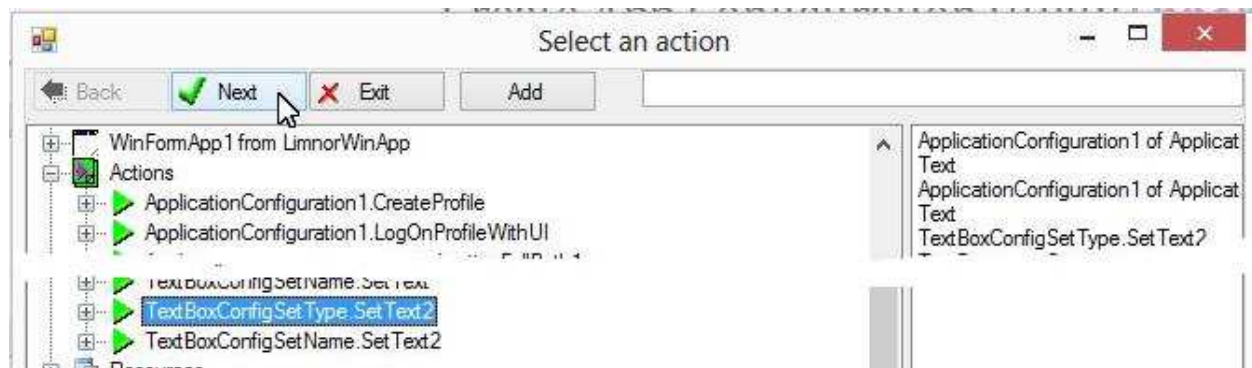 Select an action
Back Next Exit Add
WinFormApp1 from LimnorWinApp
Actions
ApplicationConfiguration1.CreateProfile
ApplicationConfiguration1.LogOnProfileWithUI
TextBoxConfigSetName.SetText
TextBoxConfigSetType.SetText2
TextBoxConfigSetName.SetText2
Resources
ApplicationConfiguration1 of Applicat
Text
ApplicationConfiguration1 of Applicat
Text
TextBoxConfigSetType.SetText2